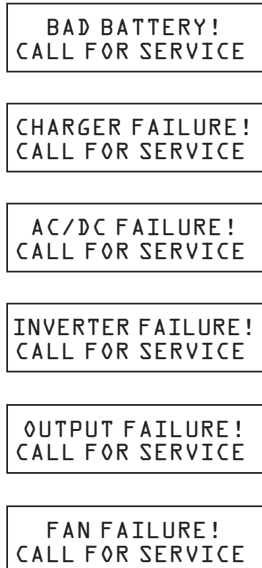 BAD BATTERY!
CALL FOR SERVICE
CHARGER FAILURE!
CALL FOR SERVICE
AC/DC FAILURE!
CALL FOR SERVICE
INVERTER FAILURE!
CALL FOR SERVICE
OUTPUT FAILURE!
CALL FOR SERVICE
FAN FAILURE!
CALL FOR SERVICE